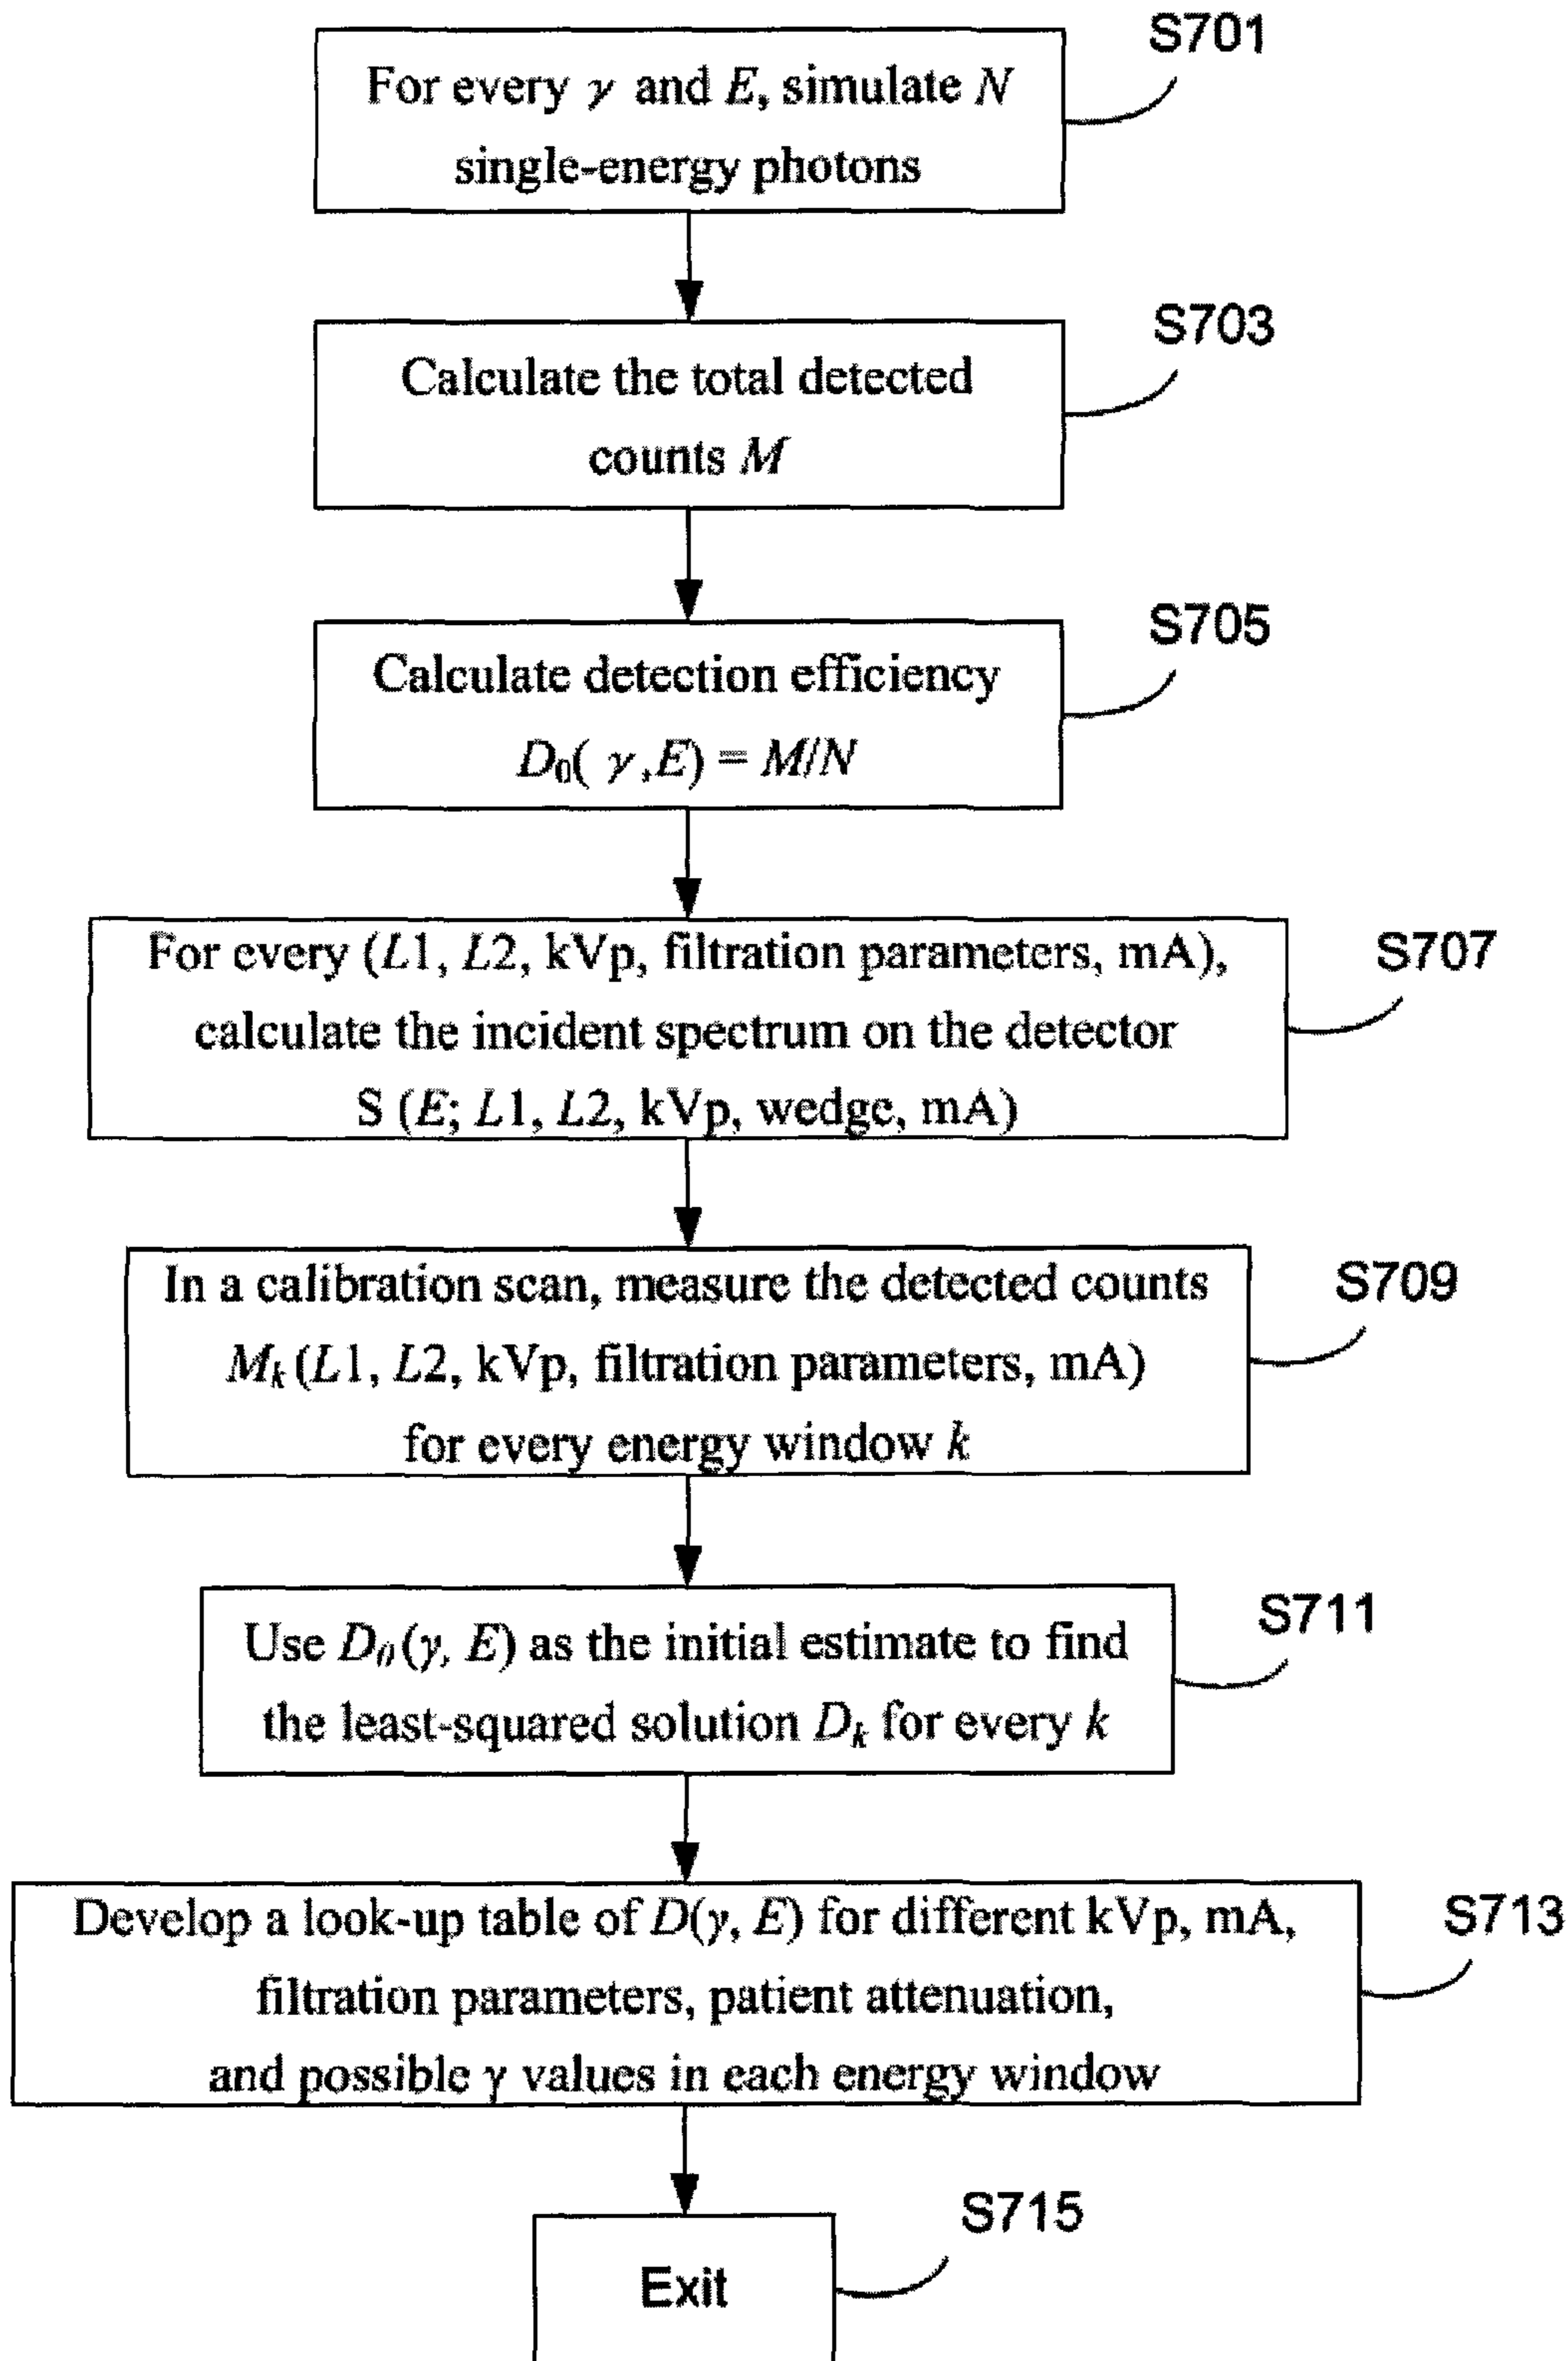 S701
For every γ and E, simulate N
single-energy photons
S703
Calculate the total detected
counts M
S705
Calculate detection efficiency
D₀( γ,E) = M/N
S707
For every (L1, L2, kVp, filtration parameters, mA),
calculate the incident spectrum on the detector
S (E; L1, L2, kVp, wedge, mA)
S709
In a calibration scan, measure the detected counts
Mₖ(L1, L2, kVp, filtration parameters, mA)
for every energy window k
S711
Use D₀(γ, E) as the initial estimate to find
the least-squared solution Dₖ for every k
S713
Develop a look-up table of D(γ, E) for different kVp, mA,
filtration parameters, patient attenuation,
and possible γ values in each energy window
S715
Exit